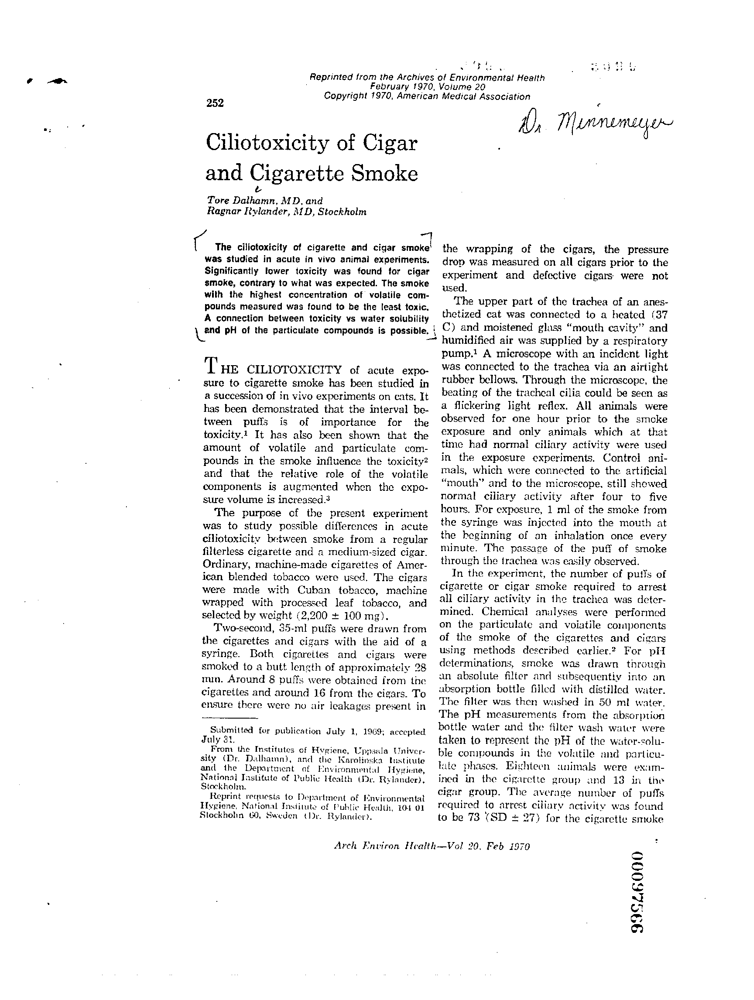 Reprinted from the Archives of Environmental Health
February 1970, Volume 20
Copyright 1970, American Medical Association
252
Dr. Minnemeyer
Ciliotoxicity of Cigar
and Cigarette Smoke
Tore Dalhamn, MD, and
Ragnar Rylander, MD, Stockholm
The ciliotoxicity of cigarette and cigar smoke
was studied in acute in vivo animal experiments.
Significantly lower toxicity was found for cigar
smoke, contrary to what was expected. The smoke
with the highest concentration of volatile com-
pounds measured was found to be the least toxic.
A connection between toxicity vs water solubility
and pH of the particulate compounds is possible.
THE CILIOTOXICITY of acute expo-
sure to cigarette smoke has been studied in
a succession of in vivo experiments on cats. It
has been demonstrated that the interval be-
tween puffs is of importance for the
toxicity.¹ It has also been shown that the
amount of volatile and particulate com-
pounds in the smoke influence the toxicity²
and that the relative role of the volatile
components is augmented when the expo-
sure volume is increased.³
The purpose of the present experiment
was to study possible differences in acute
ciliotoxicity between smoke from a regular
filterless cigarette and a medium-sized cigar.
Ordinary, machine-made cigarettes of Amer-
ican blended tobacco were used. The cigars
were made with Cuban tobacco, machine
wrapped with processed leaf tobacco, and
selected by weight (2,200 ± 100 mg).
Two-second, 35-ml puffs were drawn from
the cigarettes and cigars with the aid of a
syringe. Both cigarettes and cigars were
smoked to a butt length of approximately 28
mm. Around 8 puffs were obtained from the
cigarettes and around 16 from the cigars. To
ensure there were no air leakages present in
Submitted for publication July 1, 1969; accepted
July 31.
From the Institutes of Hygiene, Uppsala Univer-
sity (Dr. Dalhamn), and the Karolinska Institute
and the Department of Environmental Hygiene,
National Institute of Public Health (Dr. Rylander),
Stockholm.
Reprint requests to Department of Environmental
Hygiene, National Institute of Public Health, 104 01
Stockholm 60, Sweden (Dr. Rylander).
the wrapping of the cigars, the pressure
drop was measured on all cigars prior to the
experiment and defective cigars were not
used.
The upper part of the trachea of an anes-
thetized cat was connected to a heated (37
C) and moistened glass "mouth cavity" and
humidified air was supplied by a respiratory
pump.¹ A microscope with an incident light
was connected to the trachea via an airtight
rubber bellows. Through the microscope, the
beating of the tracheal cilia could be seen as
a flickering light reflex. All animals were
observed for one hour prior to the smoke
exposure and only animals which at that
time had normal ciliary activity were used
in the exposure experiments. Control ani-
mals, which were connected to the artificial
"mouth" and to the microscope, still showed
normal ciliary activity after four to five
hours. For exposure, 1 ml of the smoke from
the syringe was injected into the mouth at
the beginning of an inhalation once every
minute. The passage of the puff of smoke
through the trachea was easily observed.
In the experiment, the number of puffs of
cigarette or cigar smoke required to arrest
all ciliary activity in the trachea was deter-
mined. Chemical analyses were performed
on the particulate and volatile components
of the smoke of the cigarettes and cigars
using methods described earlier.² For pH
determinations, smoke was drawn through
an absolute filter and subsequently into an
absorption bottle filled with distilled water.
The filter was then washed in 50 ml water.
The pH measurements from the absorption
bottle water and the filter wash water were
taken to represent the pH of the water-solu-
ble compounds in the volatile and particu-
late phases. Eighteen animals were exam-
ined in the cigarette group and 13 in the
cigar group. The average number of puffs
required to arrest ciliary activity was found
to be 73 (SD ± 27) for the cigarette smoke
Arch Environ Health—Vol 20, Feb 1970
00097566